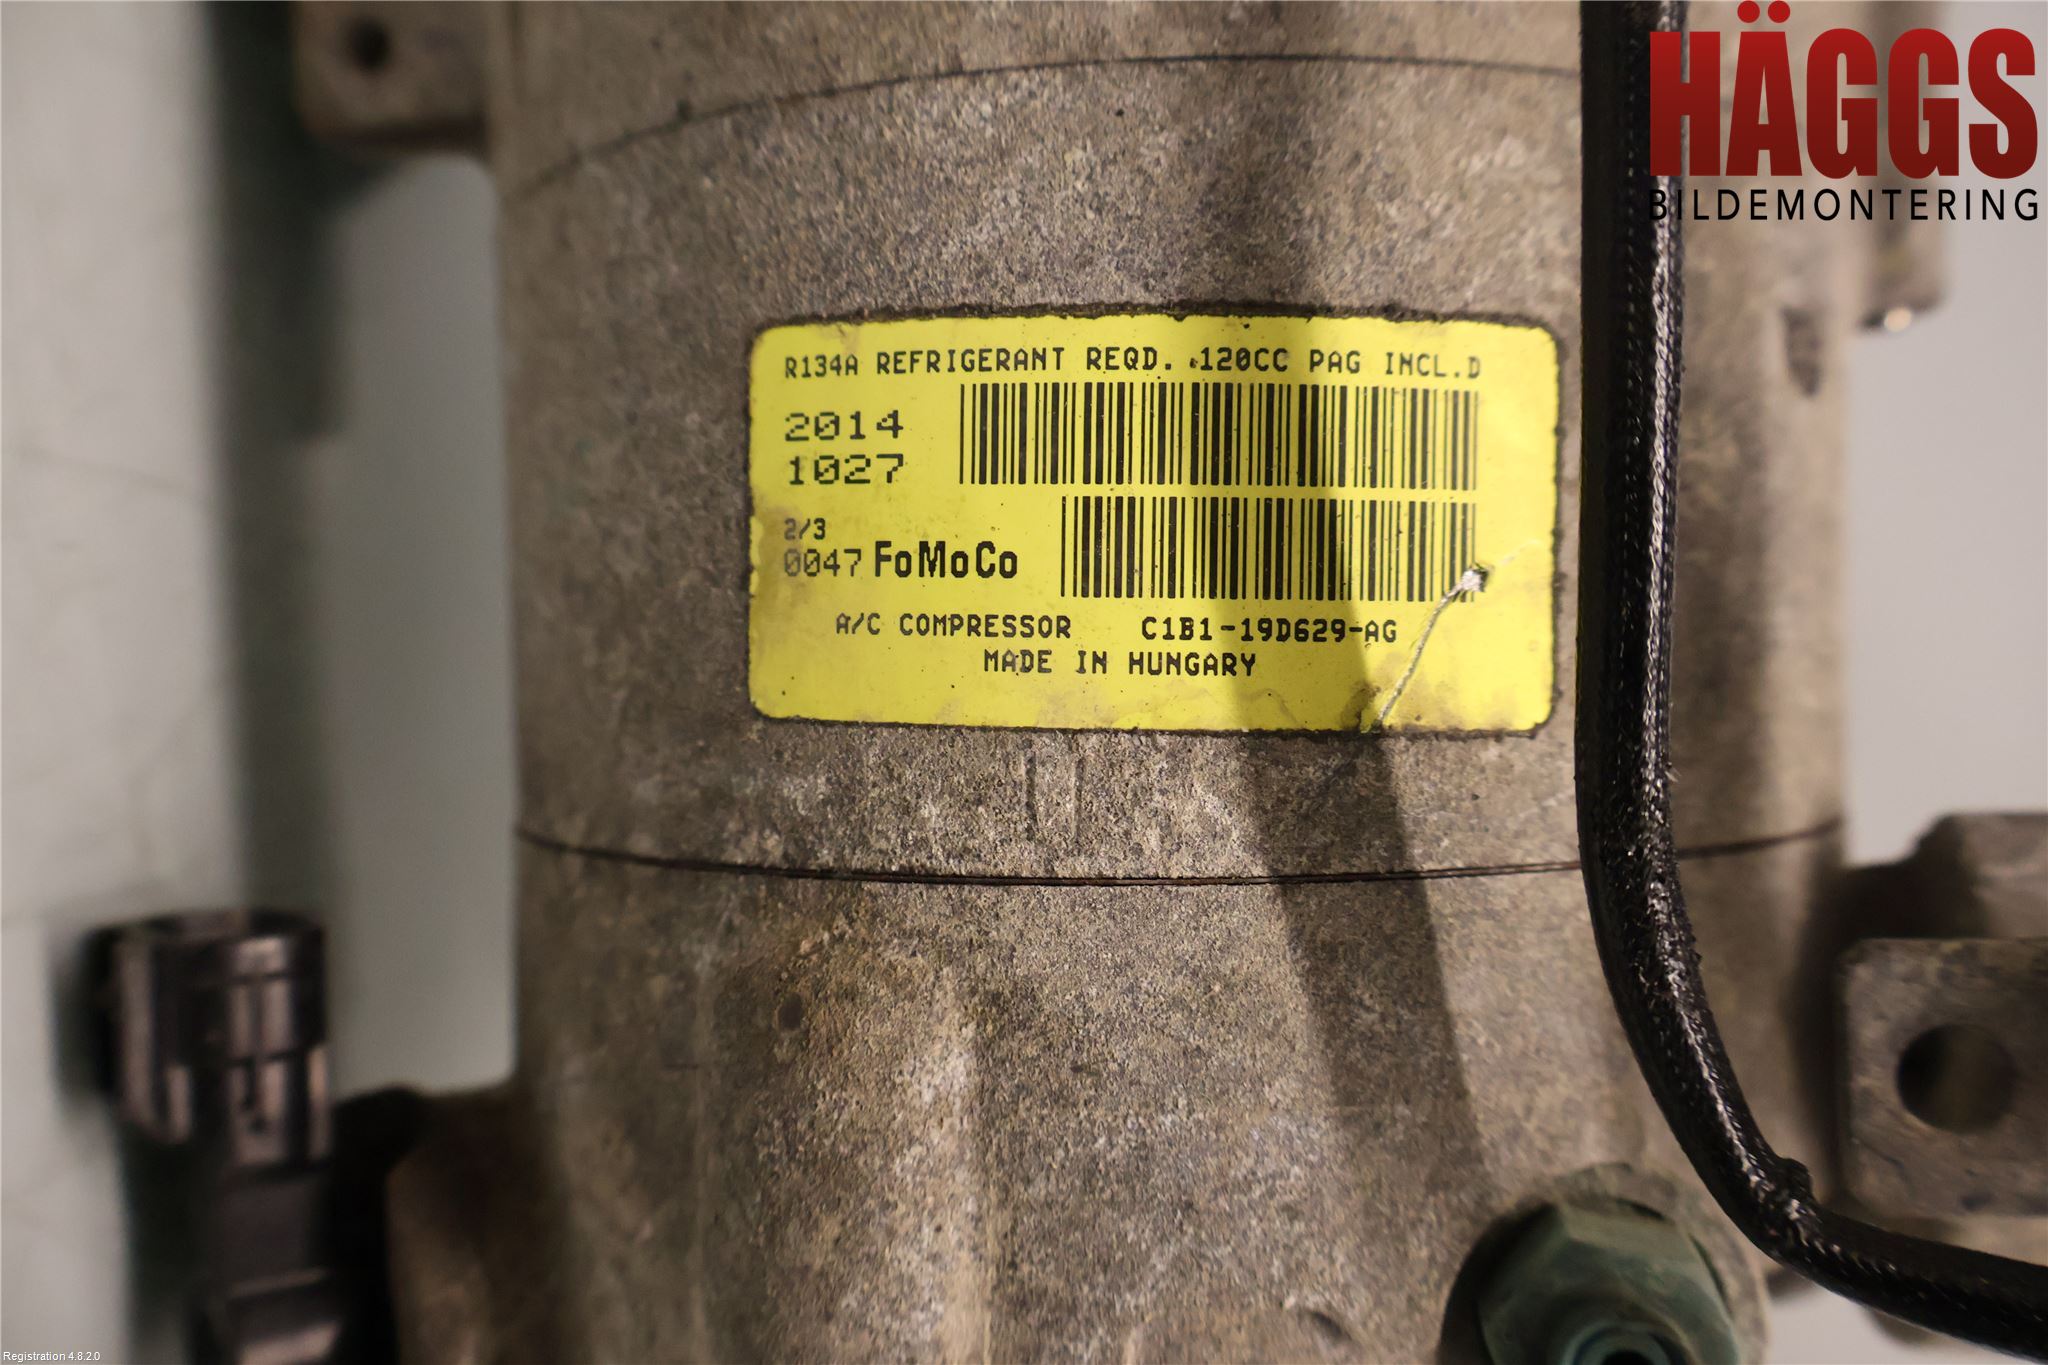 HÄGGS
BILDEMONTERING
R134A REFRIGERANT REQD. .120CC PAG INCL.D
2014
1027
2/3
0047 FoMoCo
A/C COMPRESSOR C1B1-19D629-AG
MADE IN HUNGARY
Registration 4.8.2.0